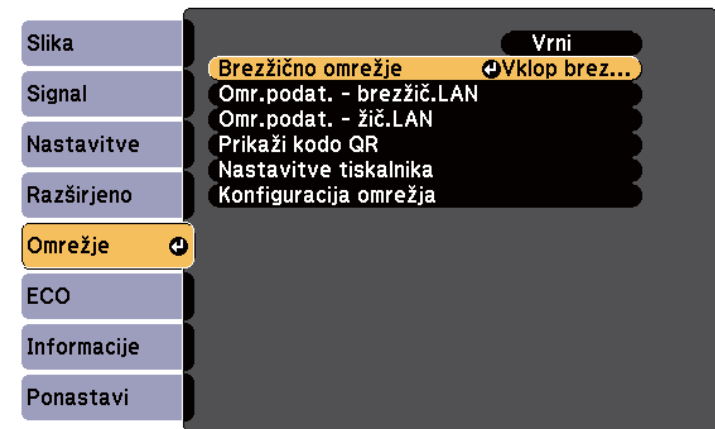 Slika
Signal
Nastavitve
Razširjeno
Omrežje
ECO
Informacije
Ponastavi
Vrni
Brezžično omrežje Vklop brez...
Omr.podat. - brezžič.LAN
Omr.podat. - žič.LAN
Prikaži kodo QR
Nastavitve tiskalnika
Konfiguracija omrežja